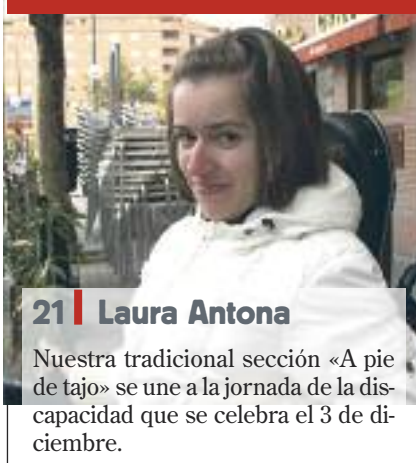 21 Laura Antona
Nuestra tradicional sección «A pie
de tajo» se une a la jornada de la dis-
capacidad que se celebra el 3 de di-
ciembre.